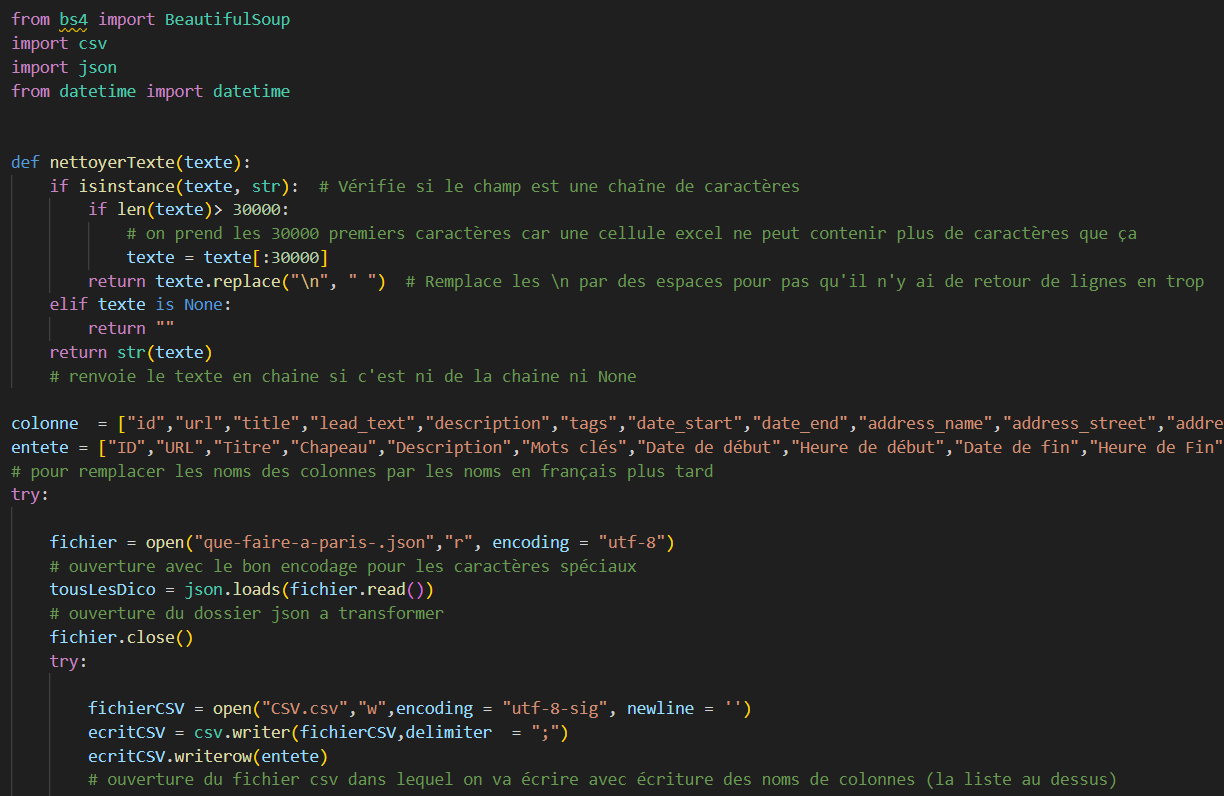 from bs4 import BeautifulSoup
import csv
import json
from datetime import datetime
def nettoyerTexte(texte):
if isinstance(texte, str):  # Vérifie si le champ est une chaîne de caractères
if len(texte)> 30000:
# on prend les 30000 premiers caractères car une cellule excel ne peut contenir plus de caractères que ça
texte = texte[:30000]
return texte.replace("\n", " ")  # Remplace les \n par des espaces pour pas qu'il n'y ai de retour de lignes en trop
elif texte is None:
return ""
return str(texte)
# renvoie le texte en chaine si c'est ni de la chaine ni None
colonne  = ["id","url","title","lead_text","description","tags","date_start","date_end","address_name","address_street","addre
entete = ["ID","URL","Titre","Chapeau","Description","Mots clés","Date de début","Heure de début","Date de fin","Heure de Fin"
# pour remplacer les noms des colonnes par les noms en français plus tard
try:
fichier = open("que-faire-a-paris-.json","r", encoding = "utf-8")
# ouverture avec le bon encodage pour les caractères spéciaux
tousLesDico = json.loads(fichier.read())
# ouverture du dossier json a transformer
fichier.close()
try:
fichierCSV = open("CSV.csv","w",encoding = "utf-8-sig", newline = '')
ecritCSV = csv.writer(fichierCSV,delimiter  = ";")
ecritCSV.writerow(entete)
# ouverture du fichier csv dans lequel on va écrire avec écriture des noms de colonnes (la liste au dessus)